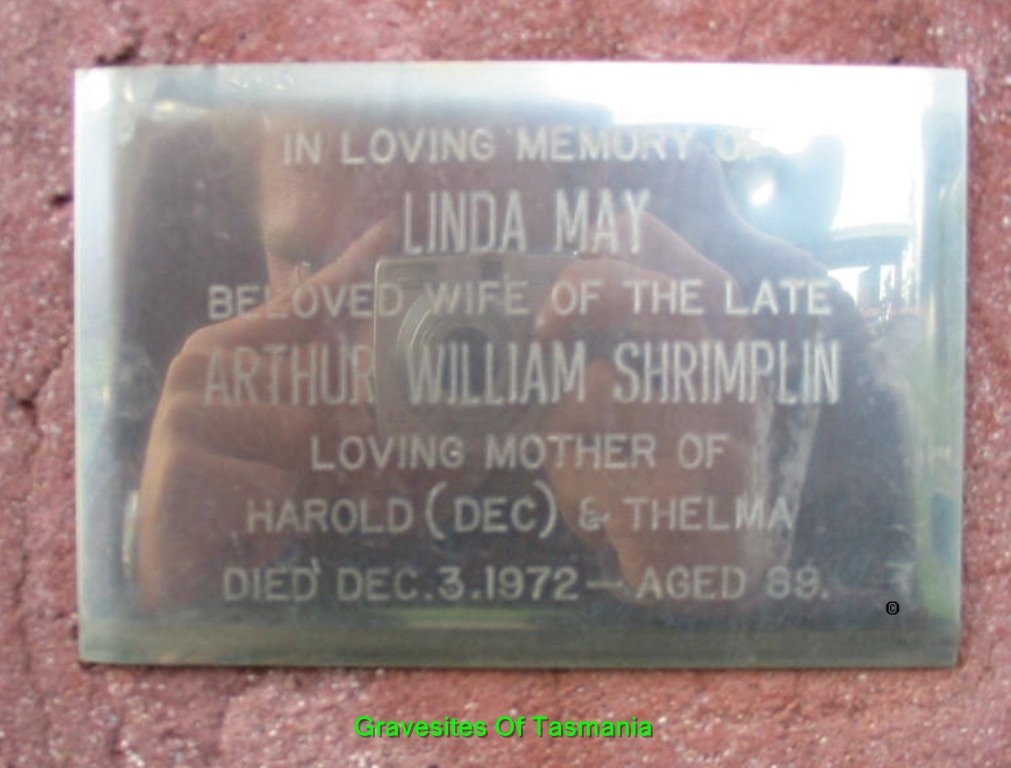 IN LOVING MEMORY OF
LINDA MAY
BELOVED WIFE OF THE LATE
ARTHUR WILLIAM SHRIMPLIN
LOVING MOTHER OF
HAROLD (DEC) & THELMA
DIED DEC.3.1972 — AGED 89.
©
Gravesites Of Tasmania